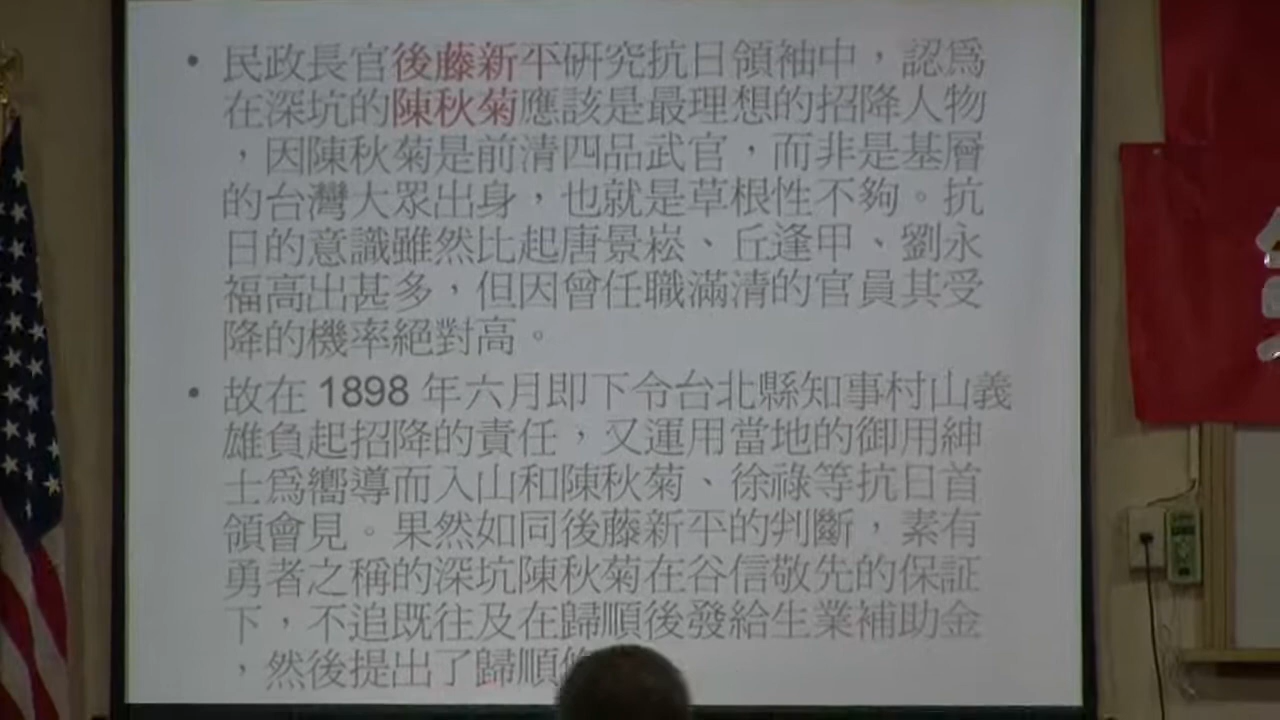 • 民政長官後藤新平研究抗日領袖中，認爲
在深坑的陳秋菊應該是最理想的招降人物
，因陳秋菊是前清四品武官，而非是基層
的台灣大眾出身，也就是草根性不夠。抗
日的意識雖然比起唐景崧、丘逢甲、劉永
福高出甚多，但因曾任職滿清的官員其受
降的機率絕對高。
• 故在 1898 年六月即下令台北縣知事村山義
雄負起招降的責任，又運用當地的御用紳
士爲嚮導而入山和陳秋菊、徐祿等抗日首
領會見。果然如同後藤新平的判斷，素有
勇者之稱的深坑陳秋菊在谷信敬先的保証
下，不追既往及在歸順後發給生業補助金
，然後提出了歸順